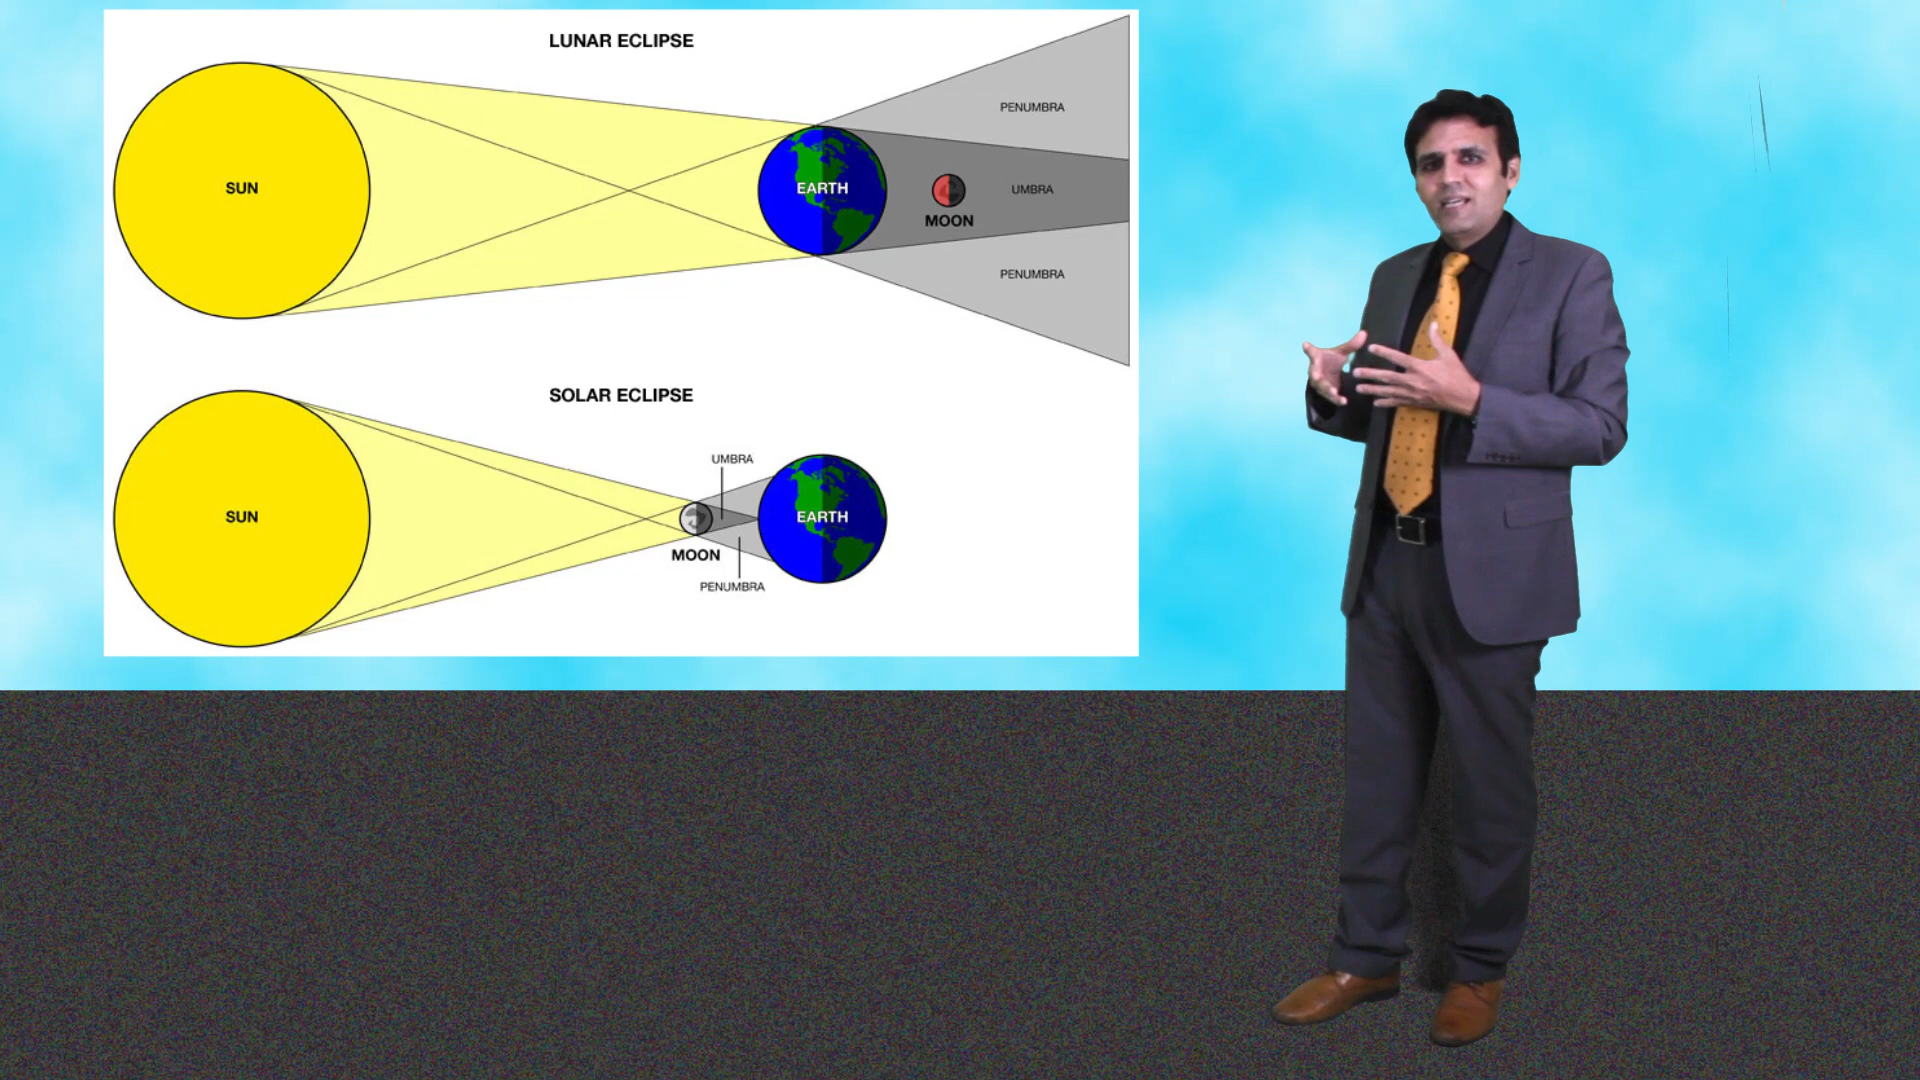 LUNAR ECLIPSE
PENUMBRA
SUN
EARTH
UMBRA
MOON
PENUMBRA
SOLAR ECLIPSE
UMBRA
SUN
EARTH
MOON
PENUMBRA